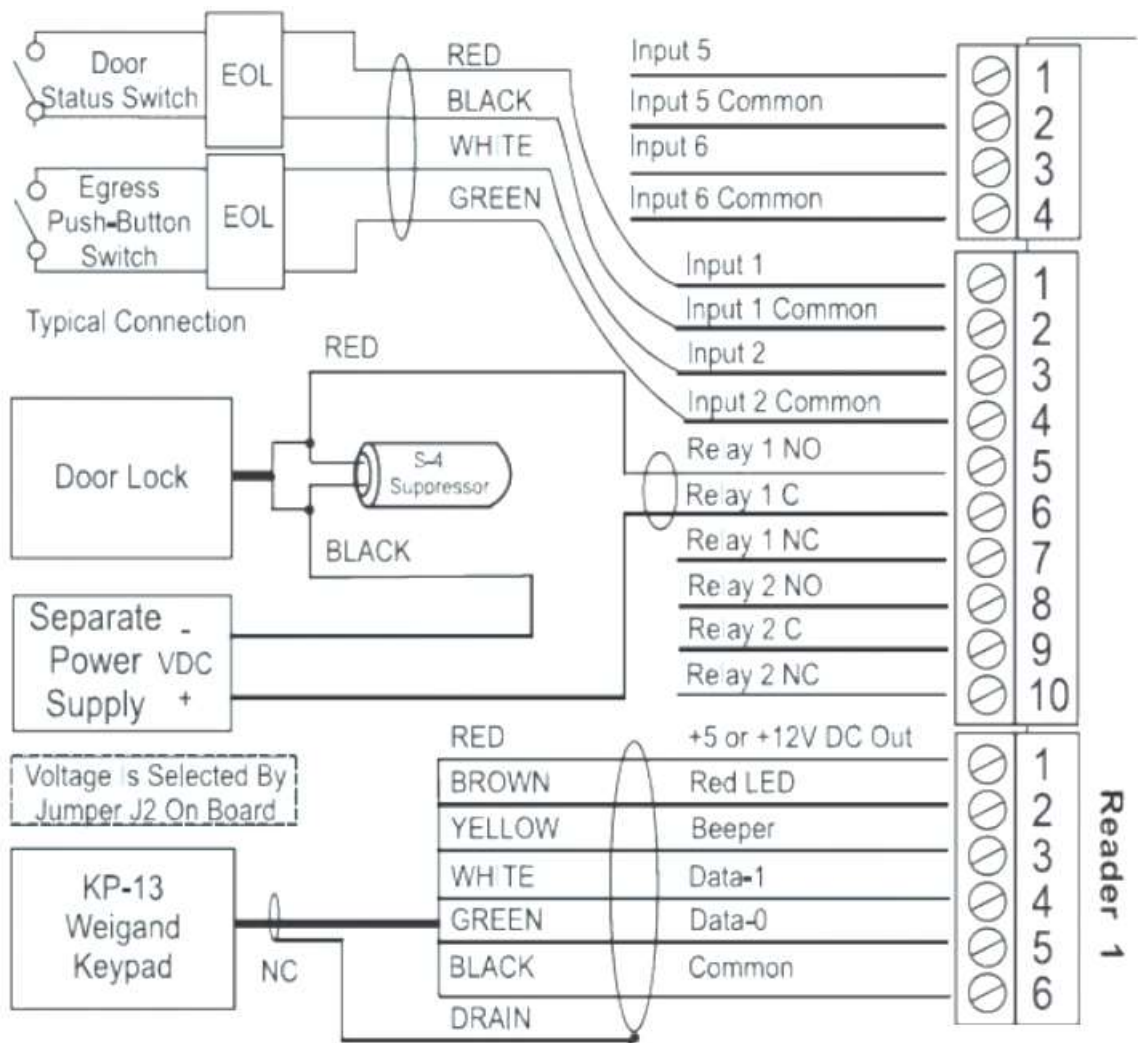 Door
Status Switch
EOL
RED
BLACK
WHITE
GREEN
Egress
Push-Button
Switch
EOL
Typical Connection
Input 5
1
Input 5 Common
2
Input 6
3
Input 6 Common
4
Input 1
1
Input 1 Common
2
Input 2
3
Input 2 Common
4
Relay 1 NO
5
Relay 1 C
6
Relay 1 NC
7
Relay 2 NO
8
Relay 2 C
9
Relay 2 NC
10
RED
Door Lock
S-4
Suppressor
BLACK
Separate -
Power VDC
Supply +
Voltage Is Selected By
Jumper J2 On Board
KP-13
Weigand
Keypad
NC
RED +5 or +12V DC Out 1
BROWN Red LED 2
YELLOW Beeper 3
WHITE Data-1 4
GREEN Data-0 5
BLACK Common 6
DRAIN
Reader 1